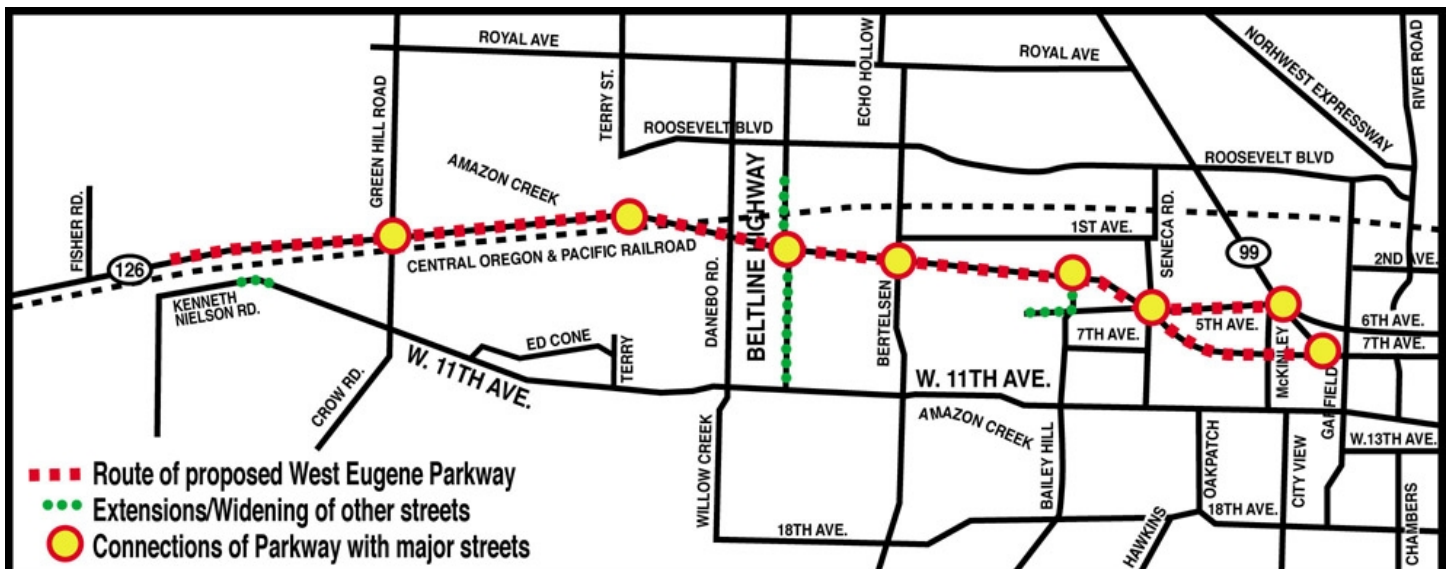 ROYAL AVE
ROYAL AVE
ECHO HOLLOW
NORHWEST EXPRESSWAY
RIVER ROAD
GREEN HILL ROAD
TERRY ST.
ROOSEVELT BLVD
ROOSEVELT BLVD
AMAZON CREEK
FISHER RD.
BELTLINE HIGHWAY
SENECA RD.
1ST AVE.
126
CENTRAL OREGON & PACIFIC RAILROAD
99
2ND AVE.
KENNETH
NIELSON RD.
DANEBO RD.
BERTELSEN
5TH AVE.
6TH AVE.
7TH AVE.
7TH AVE.
ED CONE
TERRY
McKINLEY
GARFIELD
CROW RD.
W. 11TH AVE.
W. 11TH AVE.
AMAZON CREEK
WILLOW CREEK
BAILEY HILL
OAKPATCH
CITY VIEW
W.13TH AVE.
18TH AVE.
18TH AVE.
HAWKINS
CHAMBERS
Route of proposed West Eugene Parkway
Extensions/Widening of other streets
Connections of Parkway with major streets